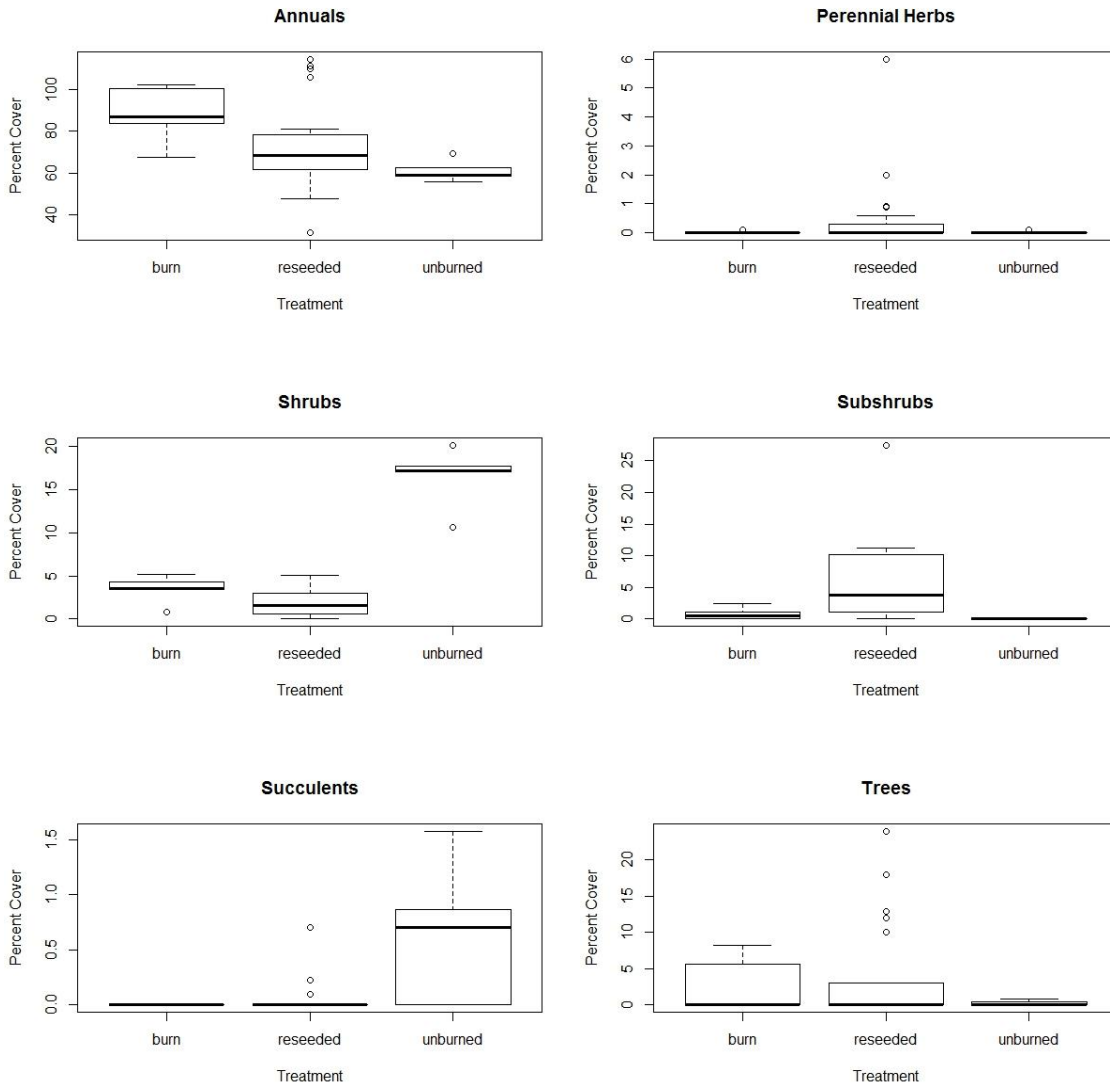 Annuals
Percent Cover
100
80
60
40
burn reseeded unburned
Treatment
Perennial Herbs
Percent Cover
6
5
4
3
2
1
0
burn reseeded unburned
Treatment
Shrubs
Percent Cover
20
15
10
5
0
burn reseeded unburned
Treatment
Subshrubs
Percent Cover
25
20
15
10
5
0
burn reseeded unburned
Treatment
Succulents
Percent Cover
1.5
1.0
0.5
0.0
burn reseeded unburned
Treatment
Trees
Percent Cover
20
15
10
5
0
burn reseeded unburned
Treatment